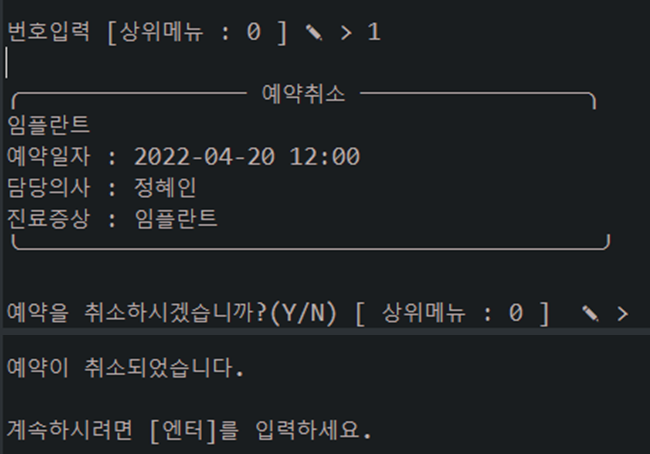 번호입력 [상위메뉴 : 0 ] ✎ > 1
예약취소
임플란트
예약일자 : 2022-04-20 12:00
담당의사 : 정혜인
진료증상 : 임플란트
예약을 취소하시겠습니까?(Y/N) [ 상위메뉴 : 0 ] ✎ >
예약이 취소되었습니다.
계속하시려면 [엔터]를 입력하세요.